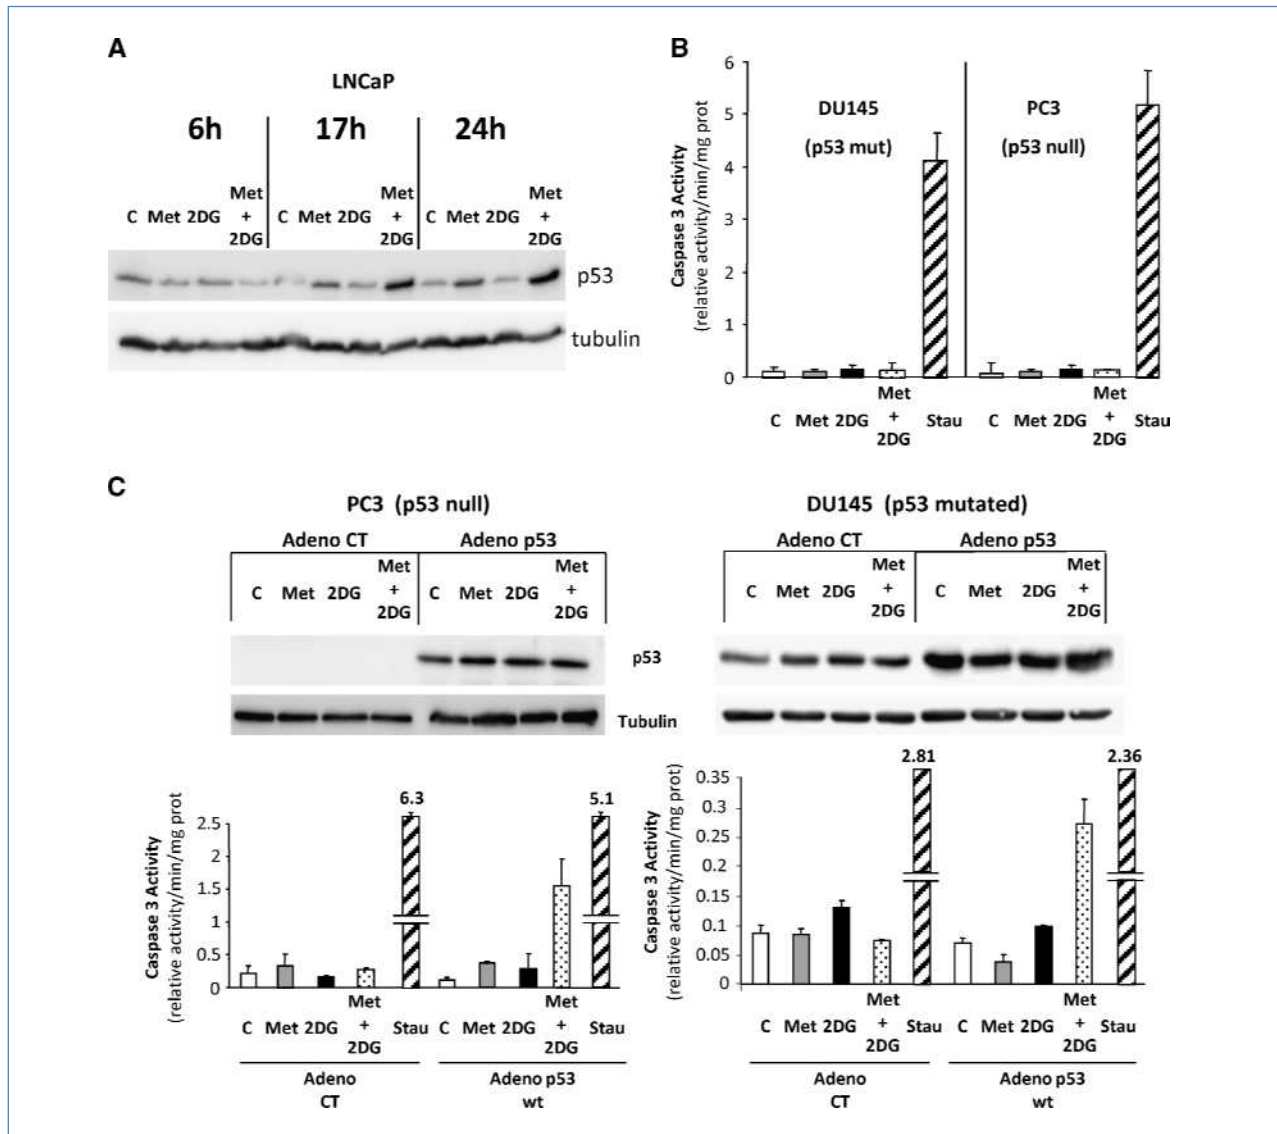 A
LNCaP
6h 17h 24h
C Met 2DG Met + 2DG C Met 2DG Met + 2DG C Met 2DG Met + 2DG
p53
tubulin
B
Caspase 3 Activity
(relative activity/min/mg prot
6
5
4
3
2
1
0
DU145
(p53 mut)
PC3
(p53 null)
C Met 2DG Met + 2DG Stau C Met 2DG Met + 2DG Stau
C
PC3 (p53 null)
Adeno CT Adeno p53
C Met 2DG Met + 2DG C Met 2DG Met + 2DG
p53
Tubulin
DU145 (p53 mutated)
Adeno CT Adeno p53
C Met 2DG Met + 2DG C Met 2DG Met + 2DG
Caspase 3 Activity
(relative activity/min/mg prot
2.5
2
1.5
1
0.5
0
6.3 5.1
C Met 2DG Met + 2DG Stau C Met 2DG Met + 2DG Stau
Adeno
CT
Adeno p53
wt
Caspase 3 Activity
(relative activity/min/mg prot)
0.35
0.3
0.25
0.2
0.15
0.1
0.05
0
2.81 2.36
C Met 2DG Met + 2DG Stau C Met 2DG Met + 2DG Stau
Adeno
CT
Adeno p53
wt